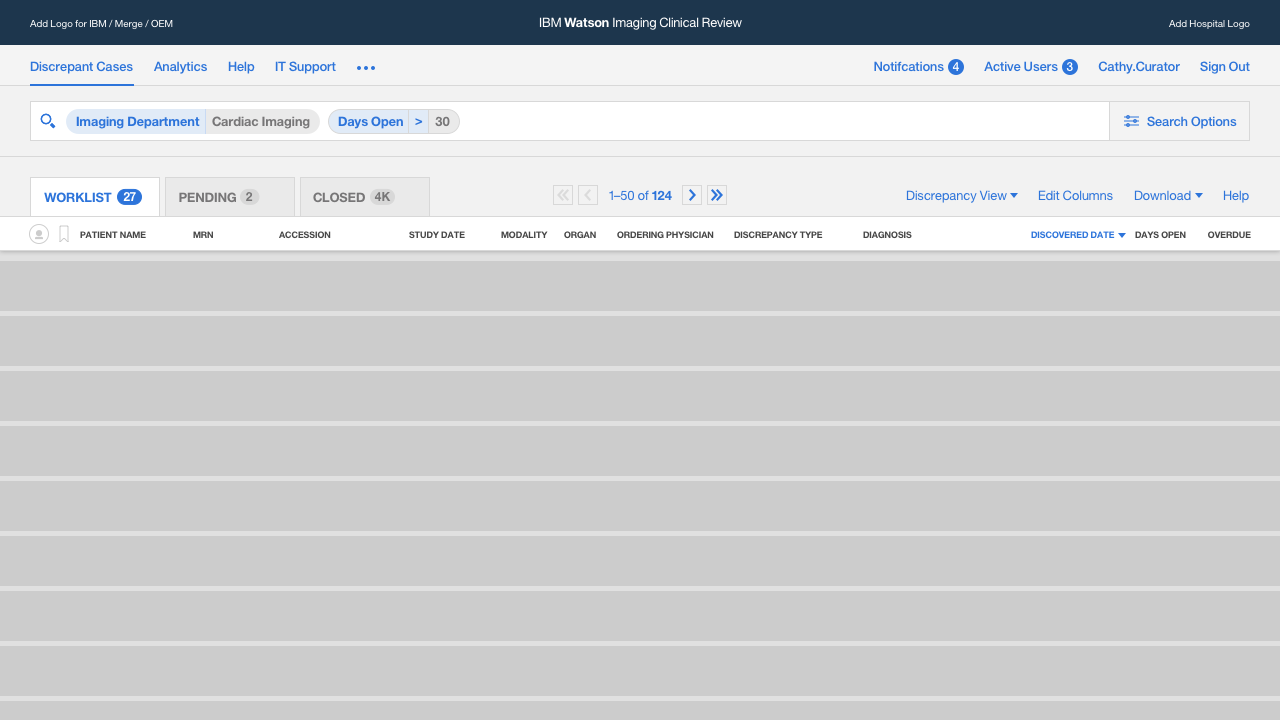 Add Logo for IBM / Merge / OEM
IBM Watson Imaging Clinical Review
Add Hospital Logo
Discrepant Cases Analytics Help IT Support
Notifcations 4 Active Users 3 Cathy.Curator Sign Out
Imaging Department Cardiac Imaging Days Open > 30
Search Options
WORKLIST 27 PENDING 2 CLOSED 4K
1–50 of 124
Discrepancy View Edit Columns Download Help
PATIENT NAME MRN ACCESSION STUDY DATE MODALITY ORGAN ORDERING PHYSICIAN DISCREPANCY TYPE DIAGNOSIS DISCOVERED DATE DAYS OPEN OVERDUE